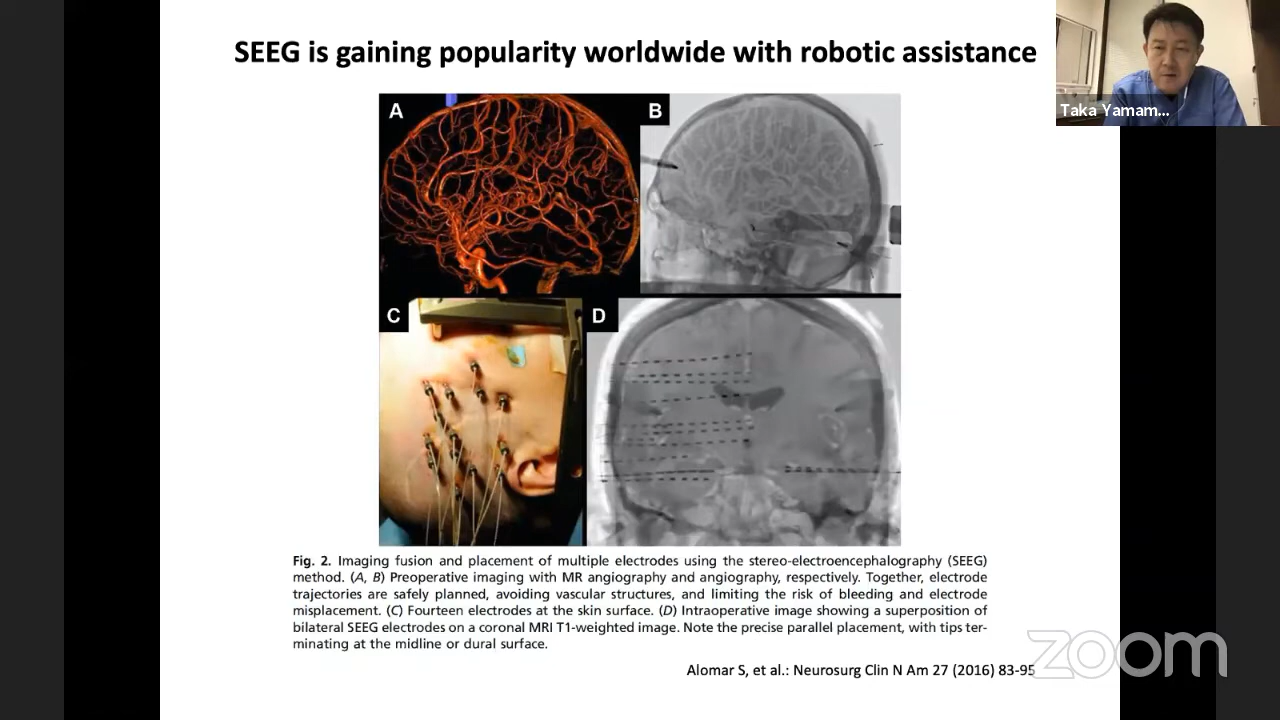 SEEG is gaining popularity worldwide with robotic assistance
Taka Yamam...
A
B
C
D
Fig. 2. Imaging fusion and placement of multiple electrodes using the stereo-electroencephalography (SEEG)
method. (A, B) Preoperative imaging with MR angiography and angiography, respectively. Together, electrode
trajectories are safely planned, avoiding vascular structures, and limiting the risk of bleeding and electrode
misplacement. (C) Fourteen electrodes at the skin surface. (D) Intraoperative image showing a superposition of
bilateral SEEG electrodes on a coronal MRI T1-weighted image. Note the precise parallel placement, with tips ter-
minating at the midline or dural surface.
Alomar S, et al.: Neurosurg Clin N Am 27 (2016) 83-95
zoom